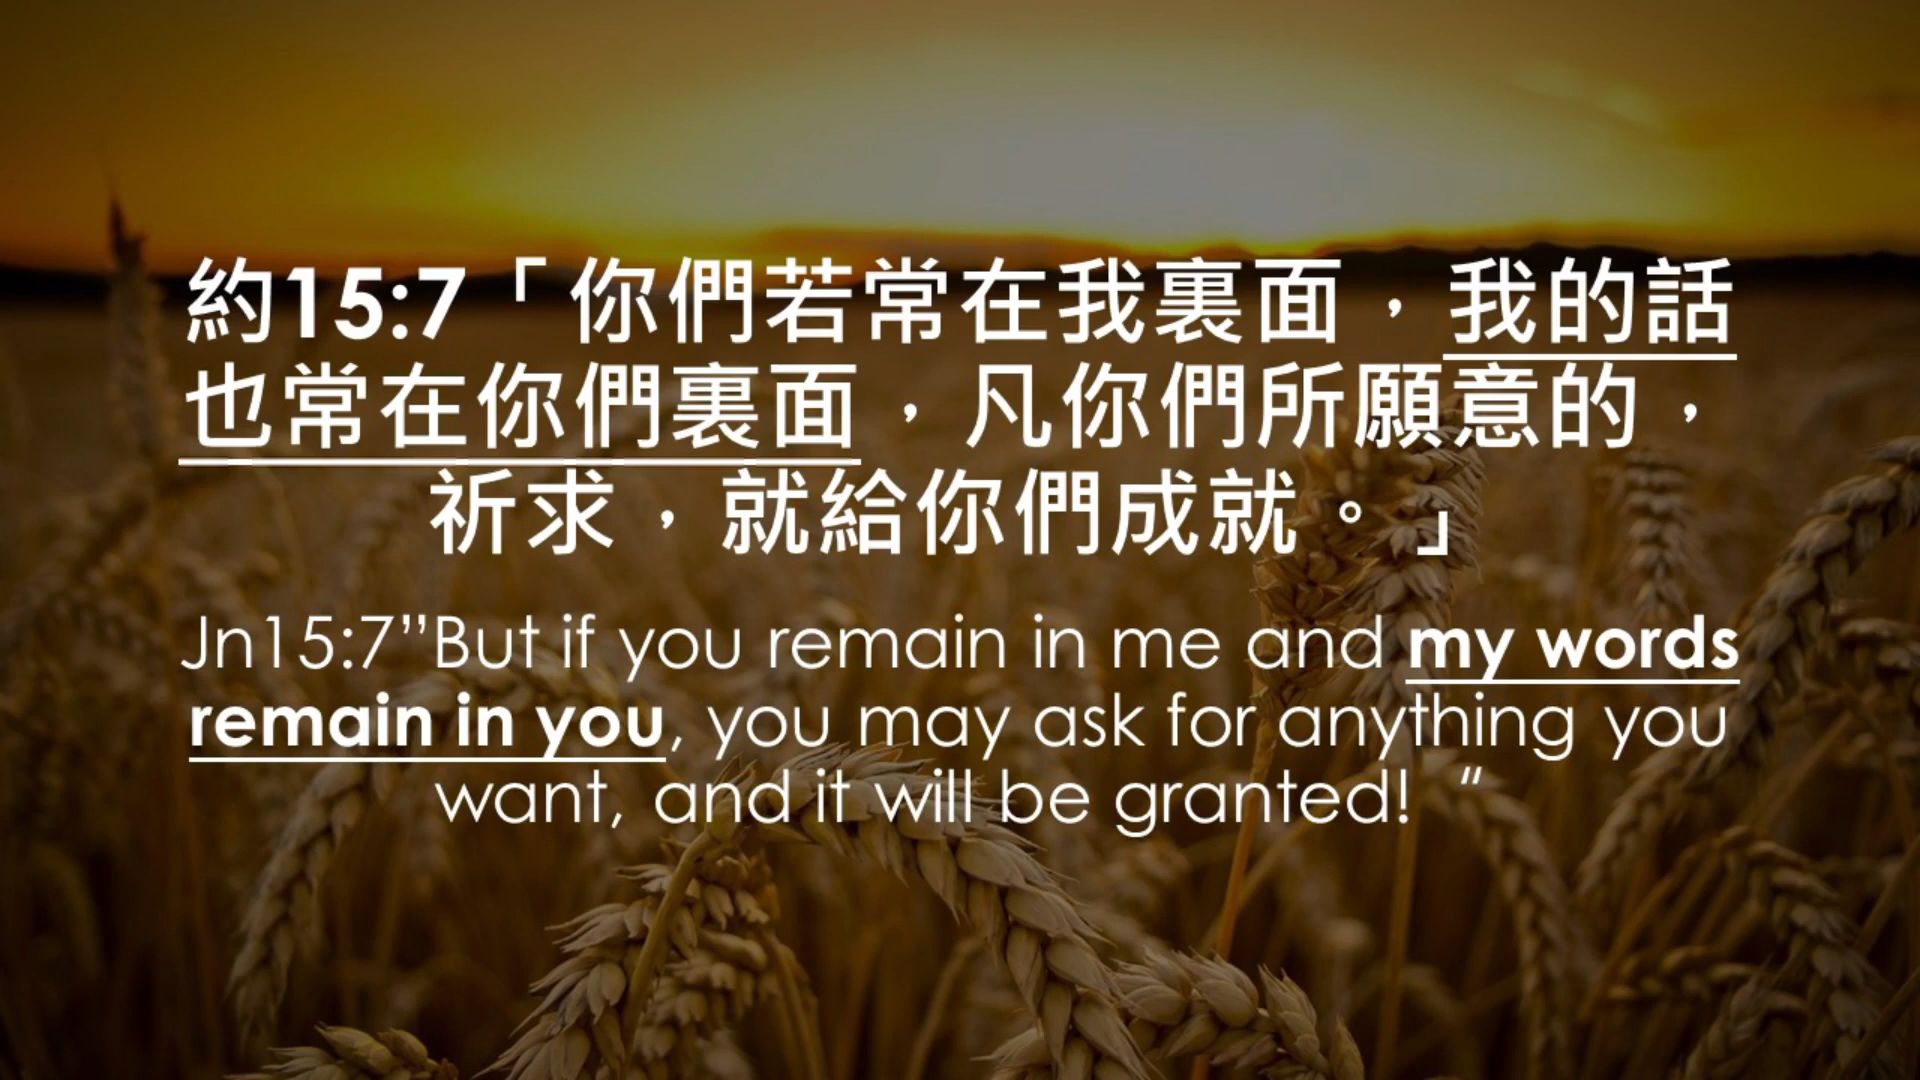 約15:7「你們若常在我裏面，我的話
也常在你們裏面，凡你們所願意的，
祈求，就給你們成就。」
Jn15:7”But if you remain in me and my words
remain in you, you may ask for anything you
want, and it will be granted! “